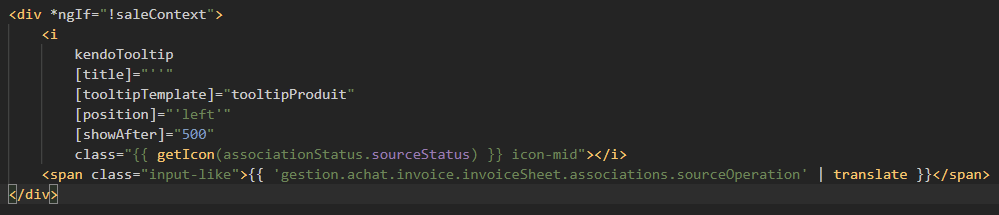 <div *ngIf="!saleContext">
<i
kendoTooltip
[title]="''"
[tooltipTemplate]="tooltipProduit"
[position]="'left'"
[showAfter]="500"
class="{{ getIcon(associationStatus.sourceStatus) }} icon-mid"></i>
<span class="input-like">{{ 'gestion.achat.invoice.invoiceSheet.associations.sourceOperation' | translate }}</span>
</div>